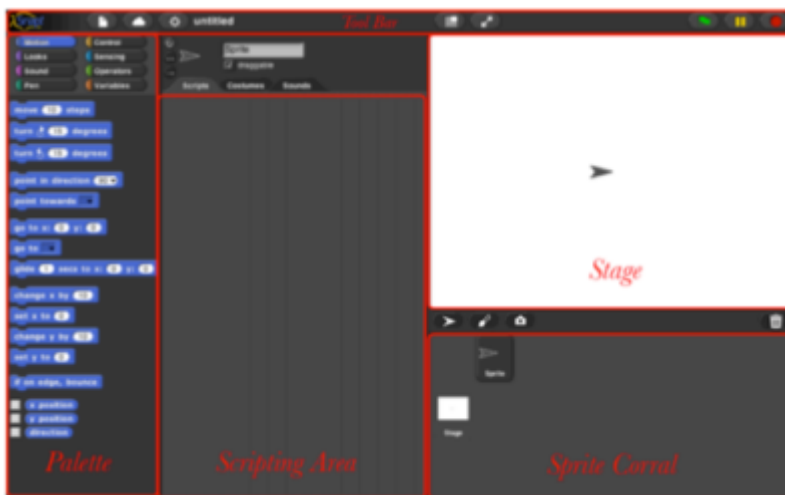 Snap!
untitled
Tool Bar
Motion
Control
Looks
Sensing
Sound
Operators
Pen
Variables
Sprite
draggable
Scripts
Costumes
Sounds
move 10 steps
turn 15 degrees
turn 15 degrees
point in direction 90
point towards
go to x: 0 y: 0
go to
glide 1 secs to x: 0 y: 0
change x by 10
set x to 0
change y by 10
set y to 0
if on edge, bounce
x position
y position
direction
Stage
Sprite
Stage
Palette
Scripting Area
Sprite Corral